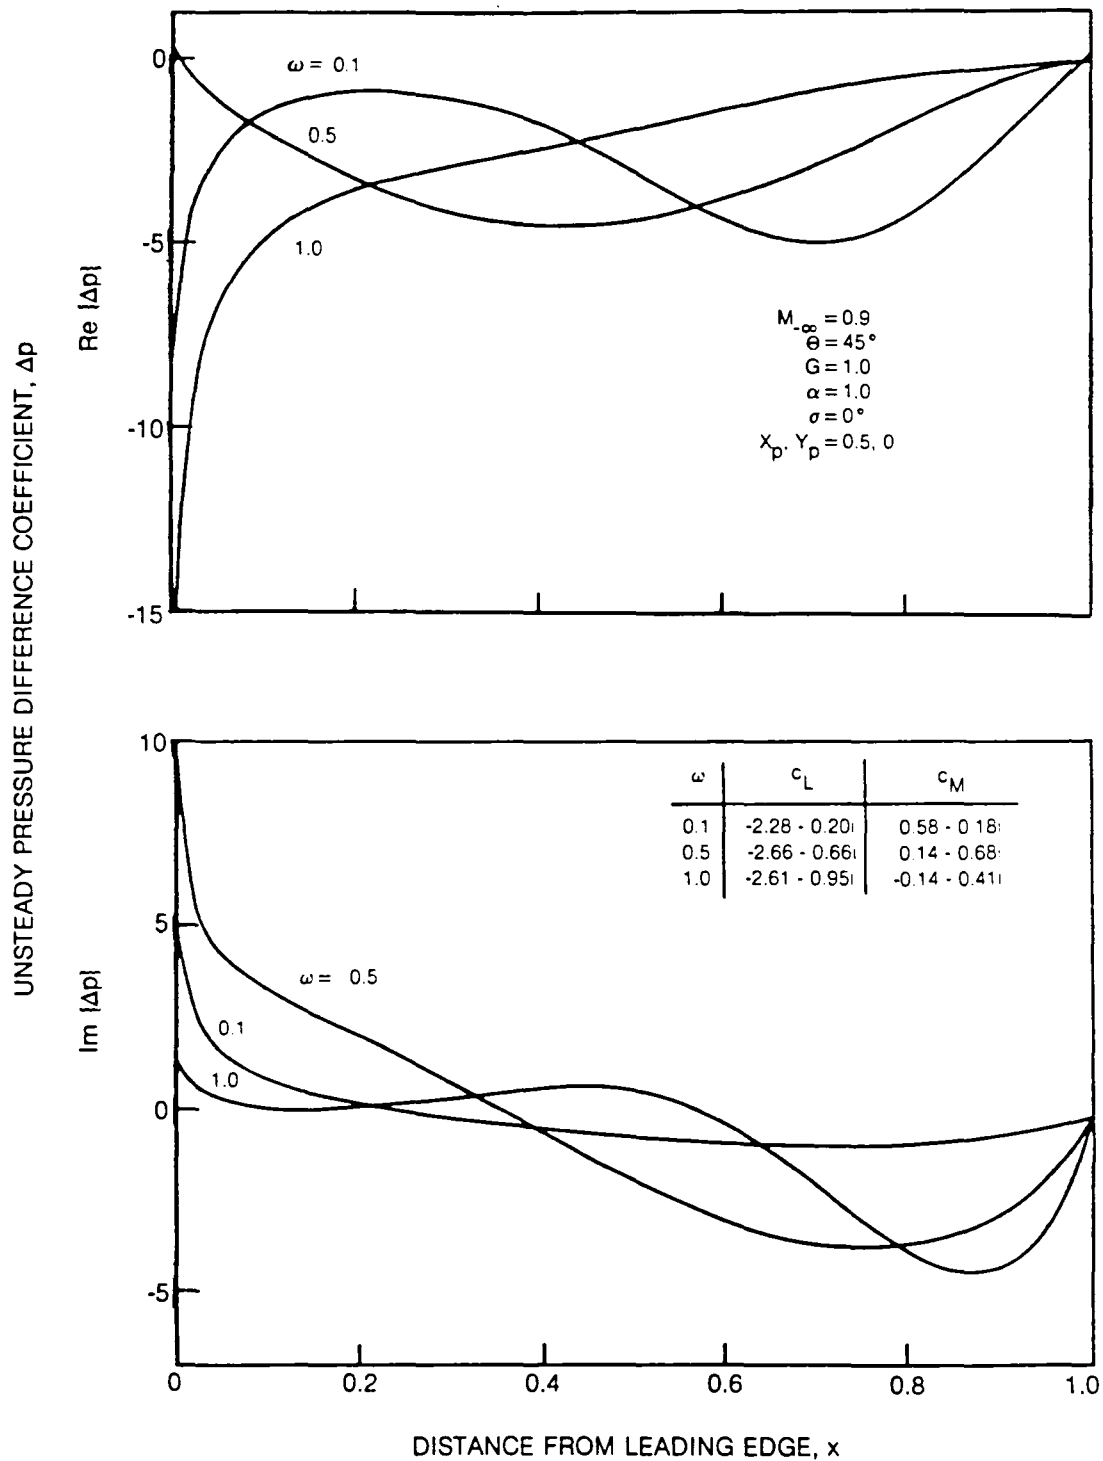 UNSTEADY PRESSURE DIFFERENCE COEFFICIENT, Δp
Re {Δp}
0
-5
-10
-15
ω = 0.1
0.5
1.0
M-∞ = 0.9
Θ = 45°
G = 1.0
α = 1.0
σ = 0°
Xp, Yp = 0.5, 0
Im {Δp}
10
5
0
-5
ω = 0.5
0.1
1.0
ω cL cM
0.1 -2.28 - 0.20i 0.58 - 0.18i
0.5 -2.66 - 0.66i 0.14 - 0.68i
1.0 -2.61 - 0.95i -0.14 - 0.41i
0 0.2 0.4 0.6 0.8 1.0
DISTANCE FROM LEADING EDGE, x